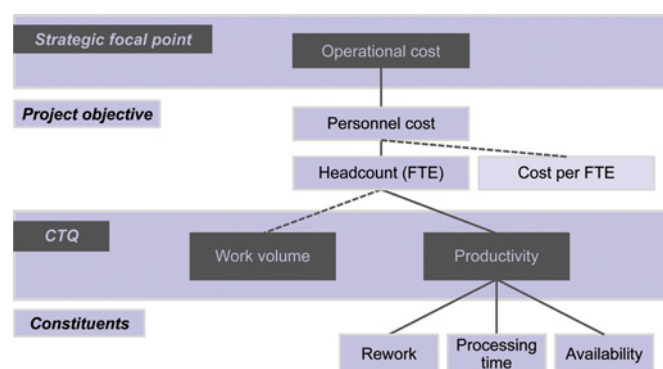 Strategic focal point
Operational cost
Project objective
Personnel cost
Headcount (FTE)
Cost per FTE
CTQ
Work volume
Productivity
Constituents
Rework
Processing
time
Availability